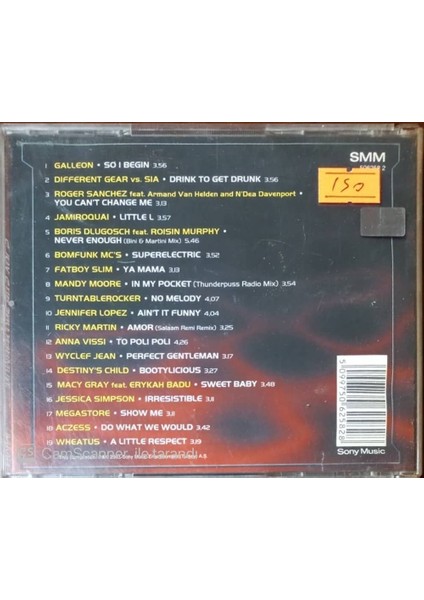 SMM
150
1 GALLEON • SO I BEGIN 3.56
2 DIFFERENT GEAR vs. SIA • DRINK TO GET DRUNK 3.56
3 ROGER SANCHEZ feat. Armand Van Helden and N'Dea Davenport •
YOU CAN'T CHANGE ME 3.13
4 JAMIROQUAI • LITTLE L 3.57
5 BORIS DLUGOSCH feat. ROISIN MURPHY •
NEVER ENOUGH (Bini & Martini Mix) 5.46
6 BOMFUNK MC'S • SUPERELECTRIC 3.52
7 FATBOY SLIM • YA MAMA 3.13
8 MANDY MOORE • IN MY POCKET (Thunderpuss Radio Mix) 3.54
9 TURNTABLEROCKER • NO MELODY 4.07
10 JENNIFER LOPEZ • AIN'T IT FUNNY 4.04
11 RICKY MARTIN • AMOR (Salaam Remi Remix) 3.25
12 ANNA VISSI • TO POLI POLI 4.26
13 WYCLEF JEAN • PERFECT GENTLEMAN 3.17
14 DESTINY'S CHILD • BOOTYLICIOUS 3.27
15 MACY GRAY feat. ERYKAH BADU • SWEET BABY 3.48
16 JESSICA SIMPSON • IRRESISTIBLE 3.11
17 MEGASTORE • SHOW ME 3.11
18 ACZESS • DO WHAT WE WOULD 3.42
19 WHEATUS • A LITTLE RESPECT 3.19
5 099750 625828
Sony Music
CS CamScanner ile tarandı